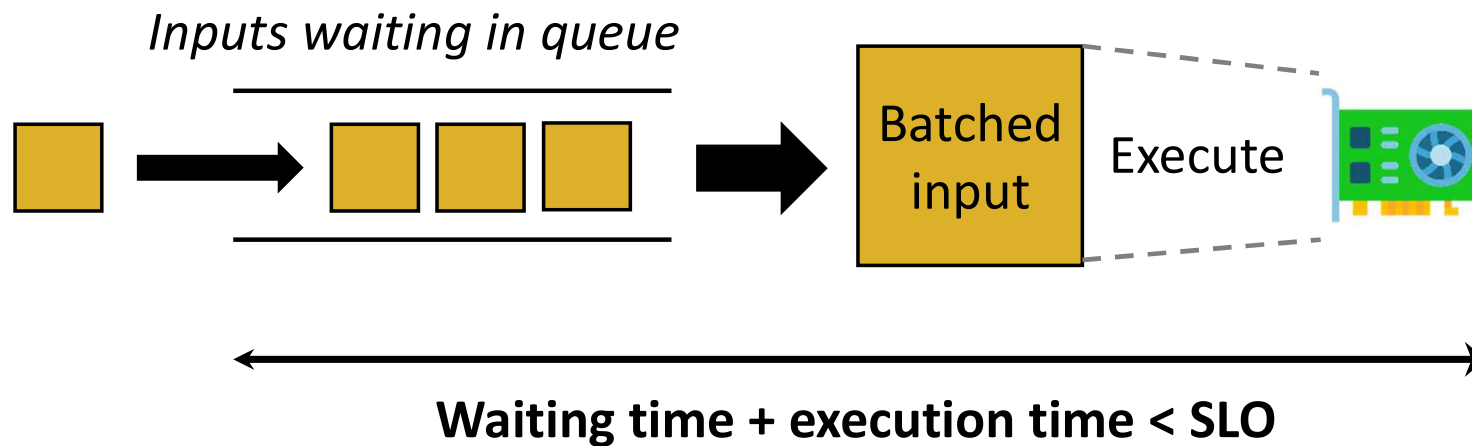 Inputs waiting in queue
Batched
input
Execute
Waiting time + execution time < SLO